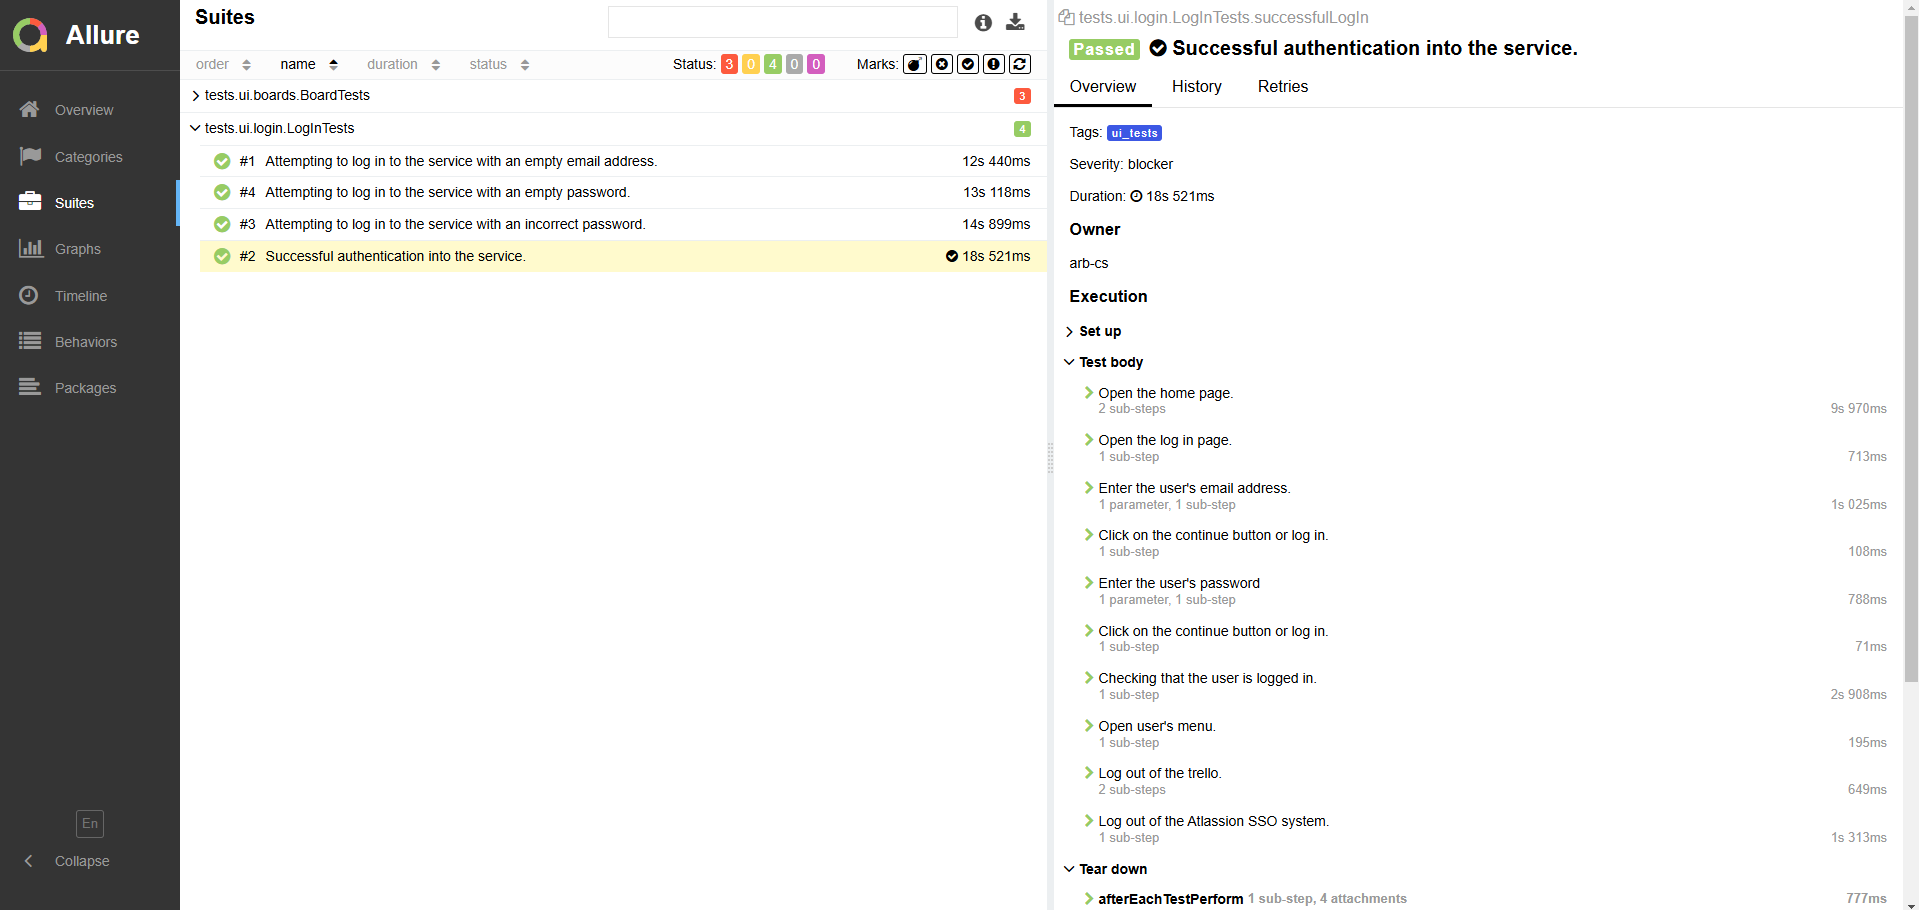 Allure
Overview
Categories
Suites
Graphs
Timeline
Behaviors
Packages
En
Collapse
Suites
order name duration status Status: 3 0 4 0 0 Marks:
tests.ui.boards.BoardTests 3
tests.ui.login.LogInTests 4
#1 Attempting to log in to the service with an empty email address. 12s 440ms
#4 Attempting to log in to the service with an empty password. 13s 118ms
#3 Attempting to log in to the service with an incorrect password. 14s 899ms
#2 Successful authentication into the service. 18s 521ms
tests.ui.login.LogInTests.successfulLogIn
Passed Successful authentication into the service.
Overview History Retries
Tags: ui_tests
Severity: blocker
Duration: 18s 521ms
Owner
arb-cs
Execution
Set up
Test body
Open the home page.
2 sub-steps 9s 970ms
Open the log in page.
1 sub-step 713ms
Enter the user's email address.
1 parameter, 1 sub-step 1s 025ms
Click on the continue button or log in.
1 sub-step 108ms
Enter the user's password
1 parameter, 1 sub-step 788ms
Click on the continue button or log in.
1 sub-step 71ms
Checking that the user is logged in.
1 sub-step 2s 908ms
Open user's menu.
1 sub-step 195ms
Log out of the trello.
2 sub-steps 649ms
Log out of the Atlassion SSO system.
1 sub-step 1s 313ms
Tear down
afterEachTestPerform 1 sub-step, 4 attachments 777ms